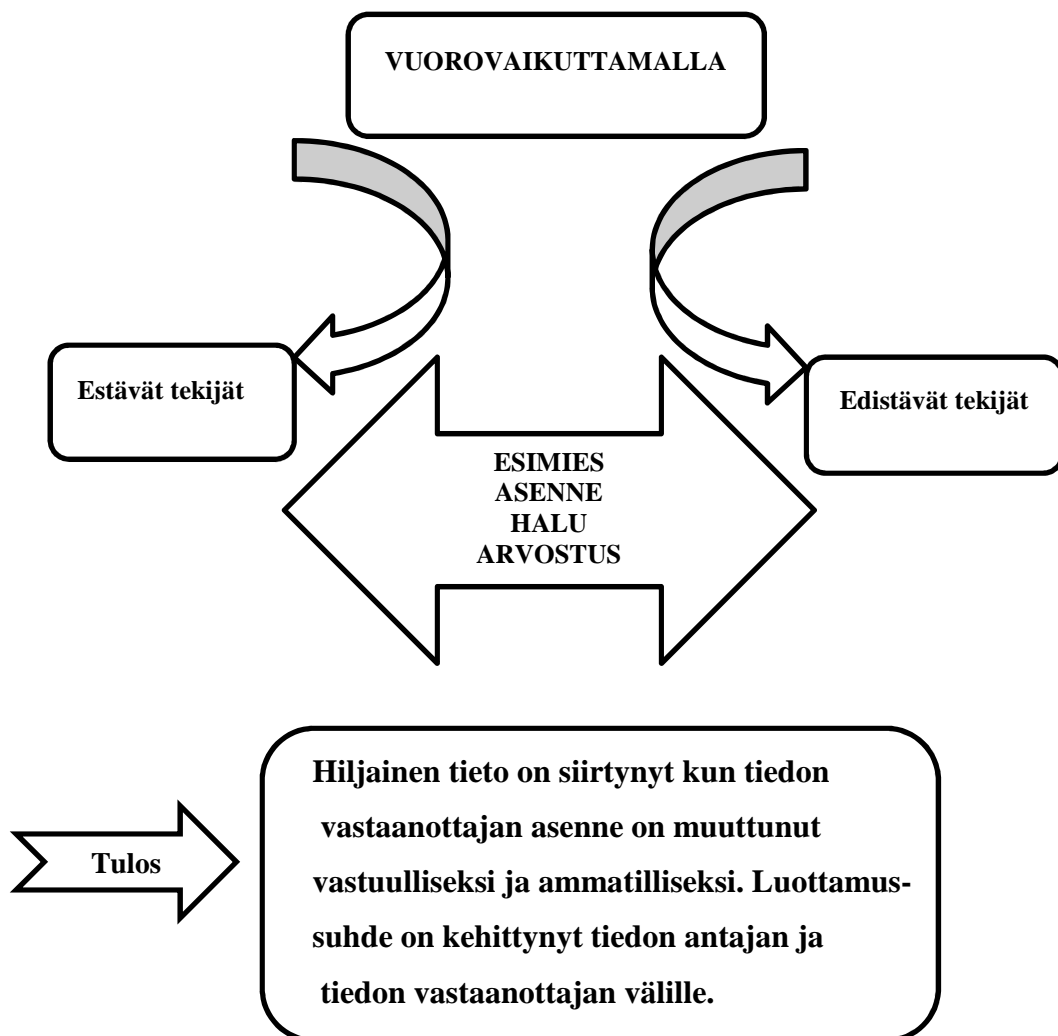 VUOROVAIKUTTAMALLA
Estävät tekijät
Edistävät tekijät
ESIMIES
ASENNE
HALU
ARVOSTUS
Tulos
Hiljainen tieto on siirtynyt kun tiedon
vastaanottajan asenne on muuttunut
vastuulliseksi ja ammatilliseksi. Luottamus-
suhde on kehittynyt tiedon antajan ja
tiedon vastaanottajan välille.